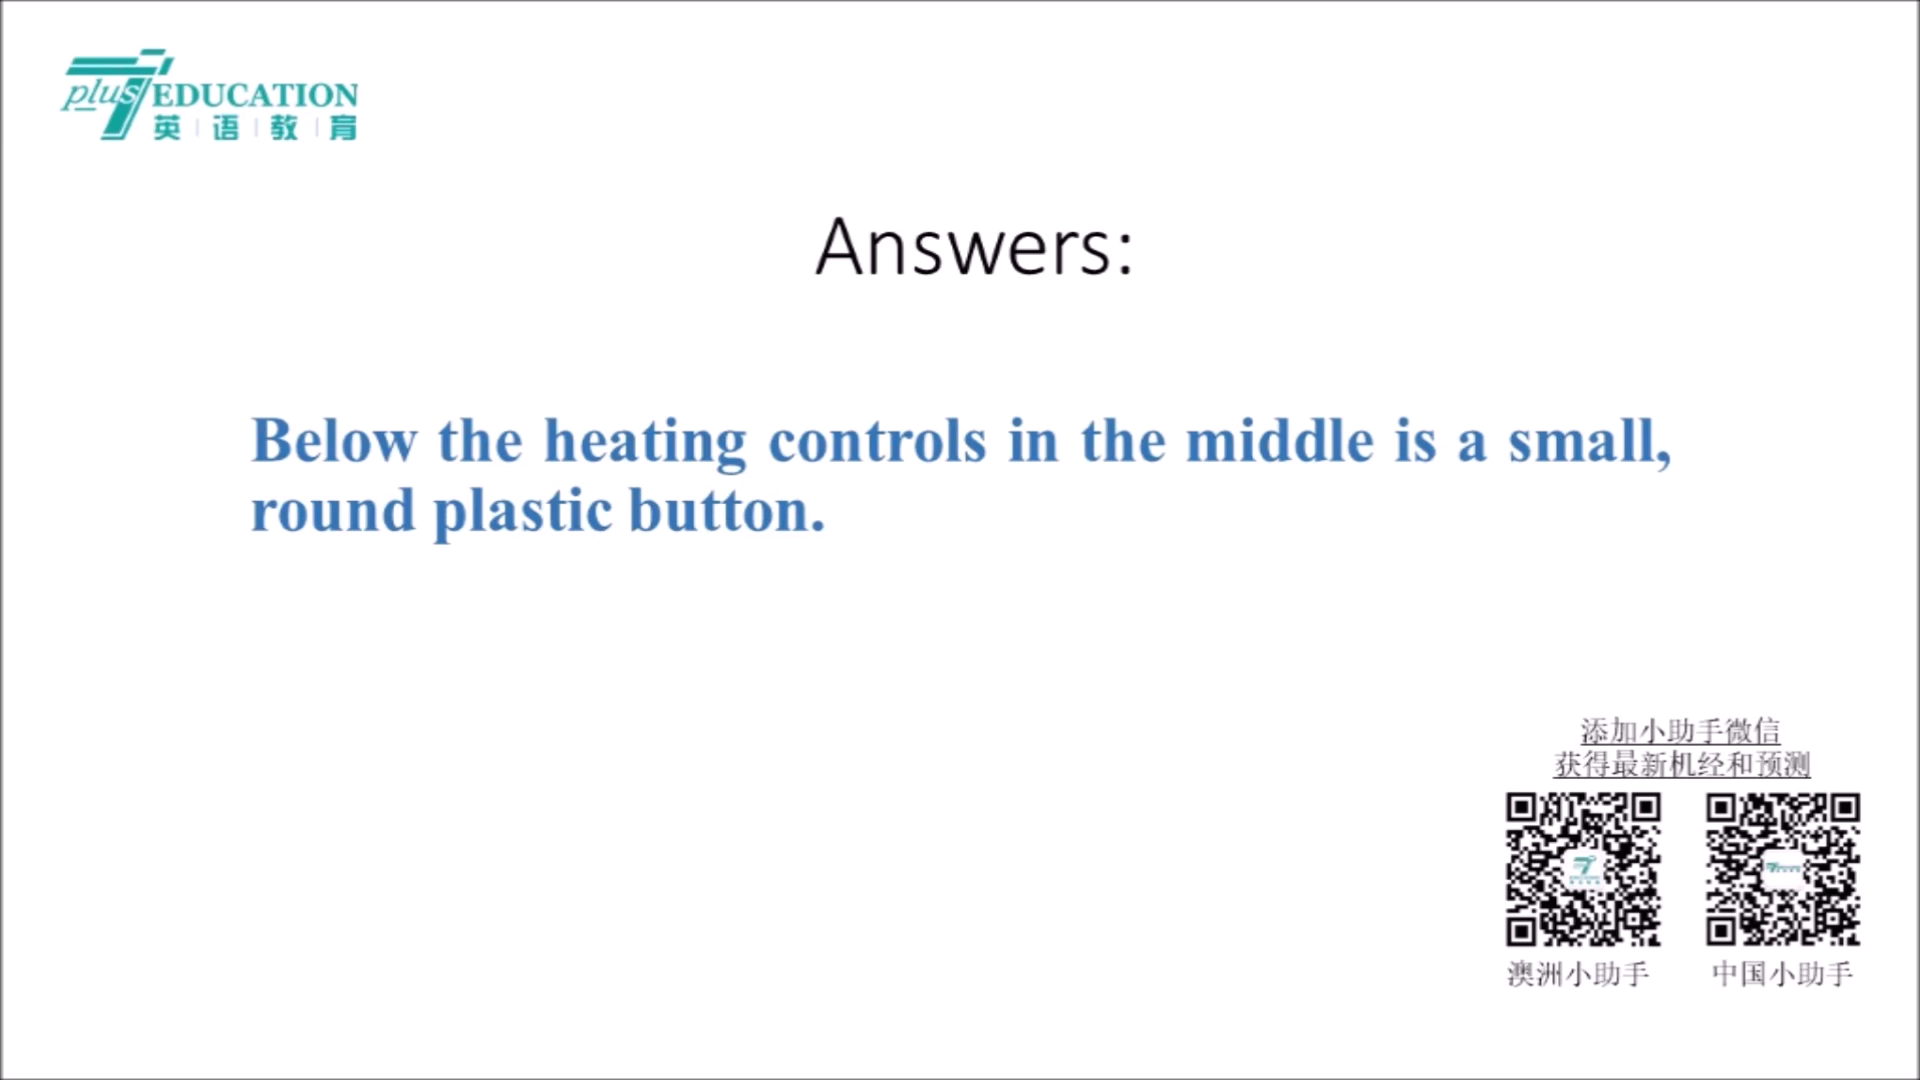 plus 7 EDUCATION
英语教育
Answers:
Below the heating controls in the middle is a small,
round plastic button.
添加小助手微信
获得最新机经和预测
澳洲小助手 中国小助手